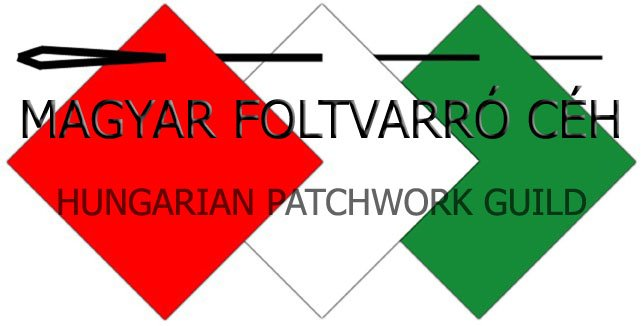 MAGYAR FOLTVARRÓ CÉH
HUNGARIAN PATCHWORK GUILD